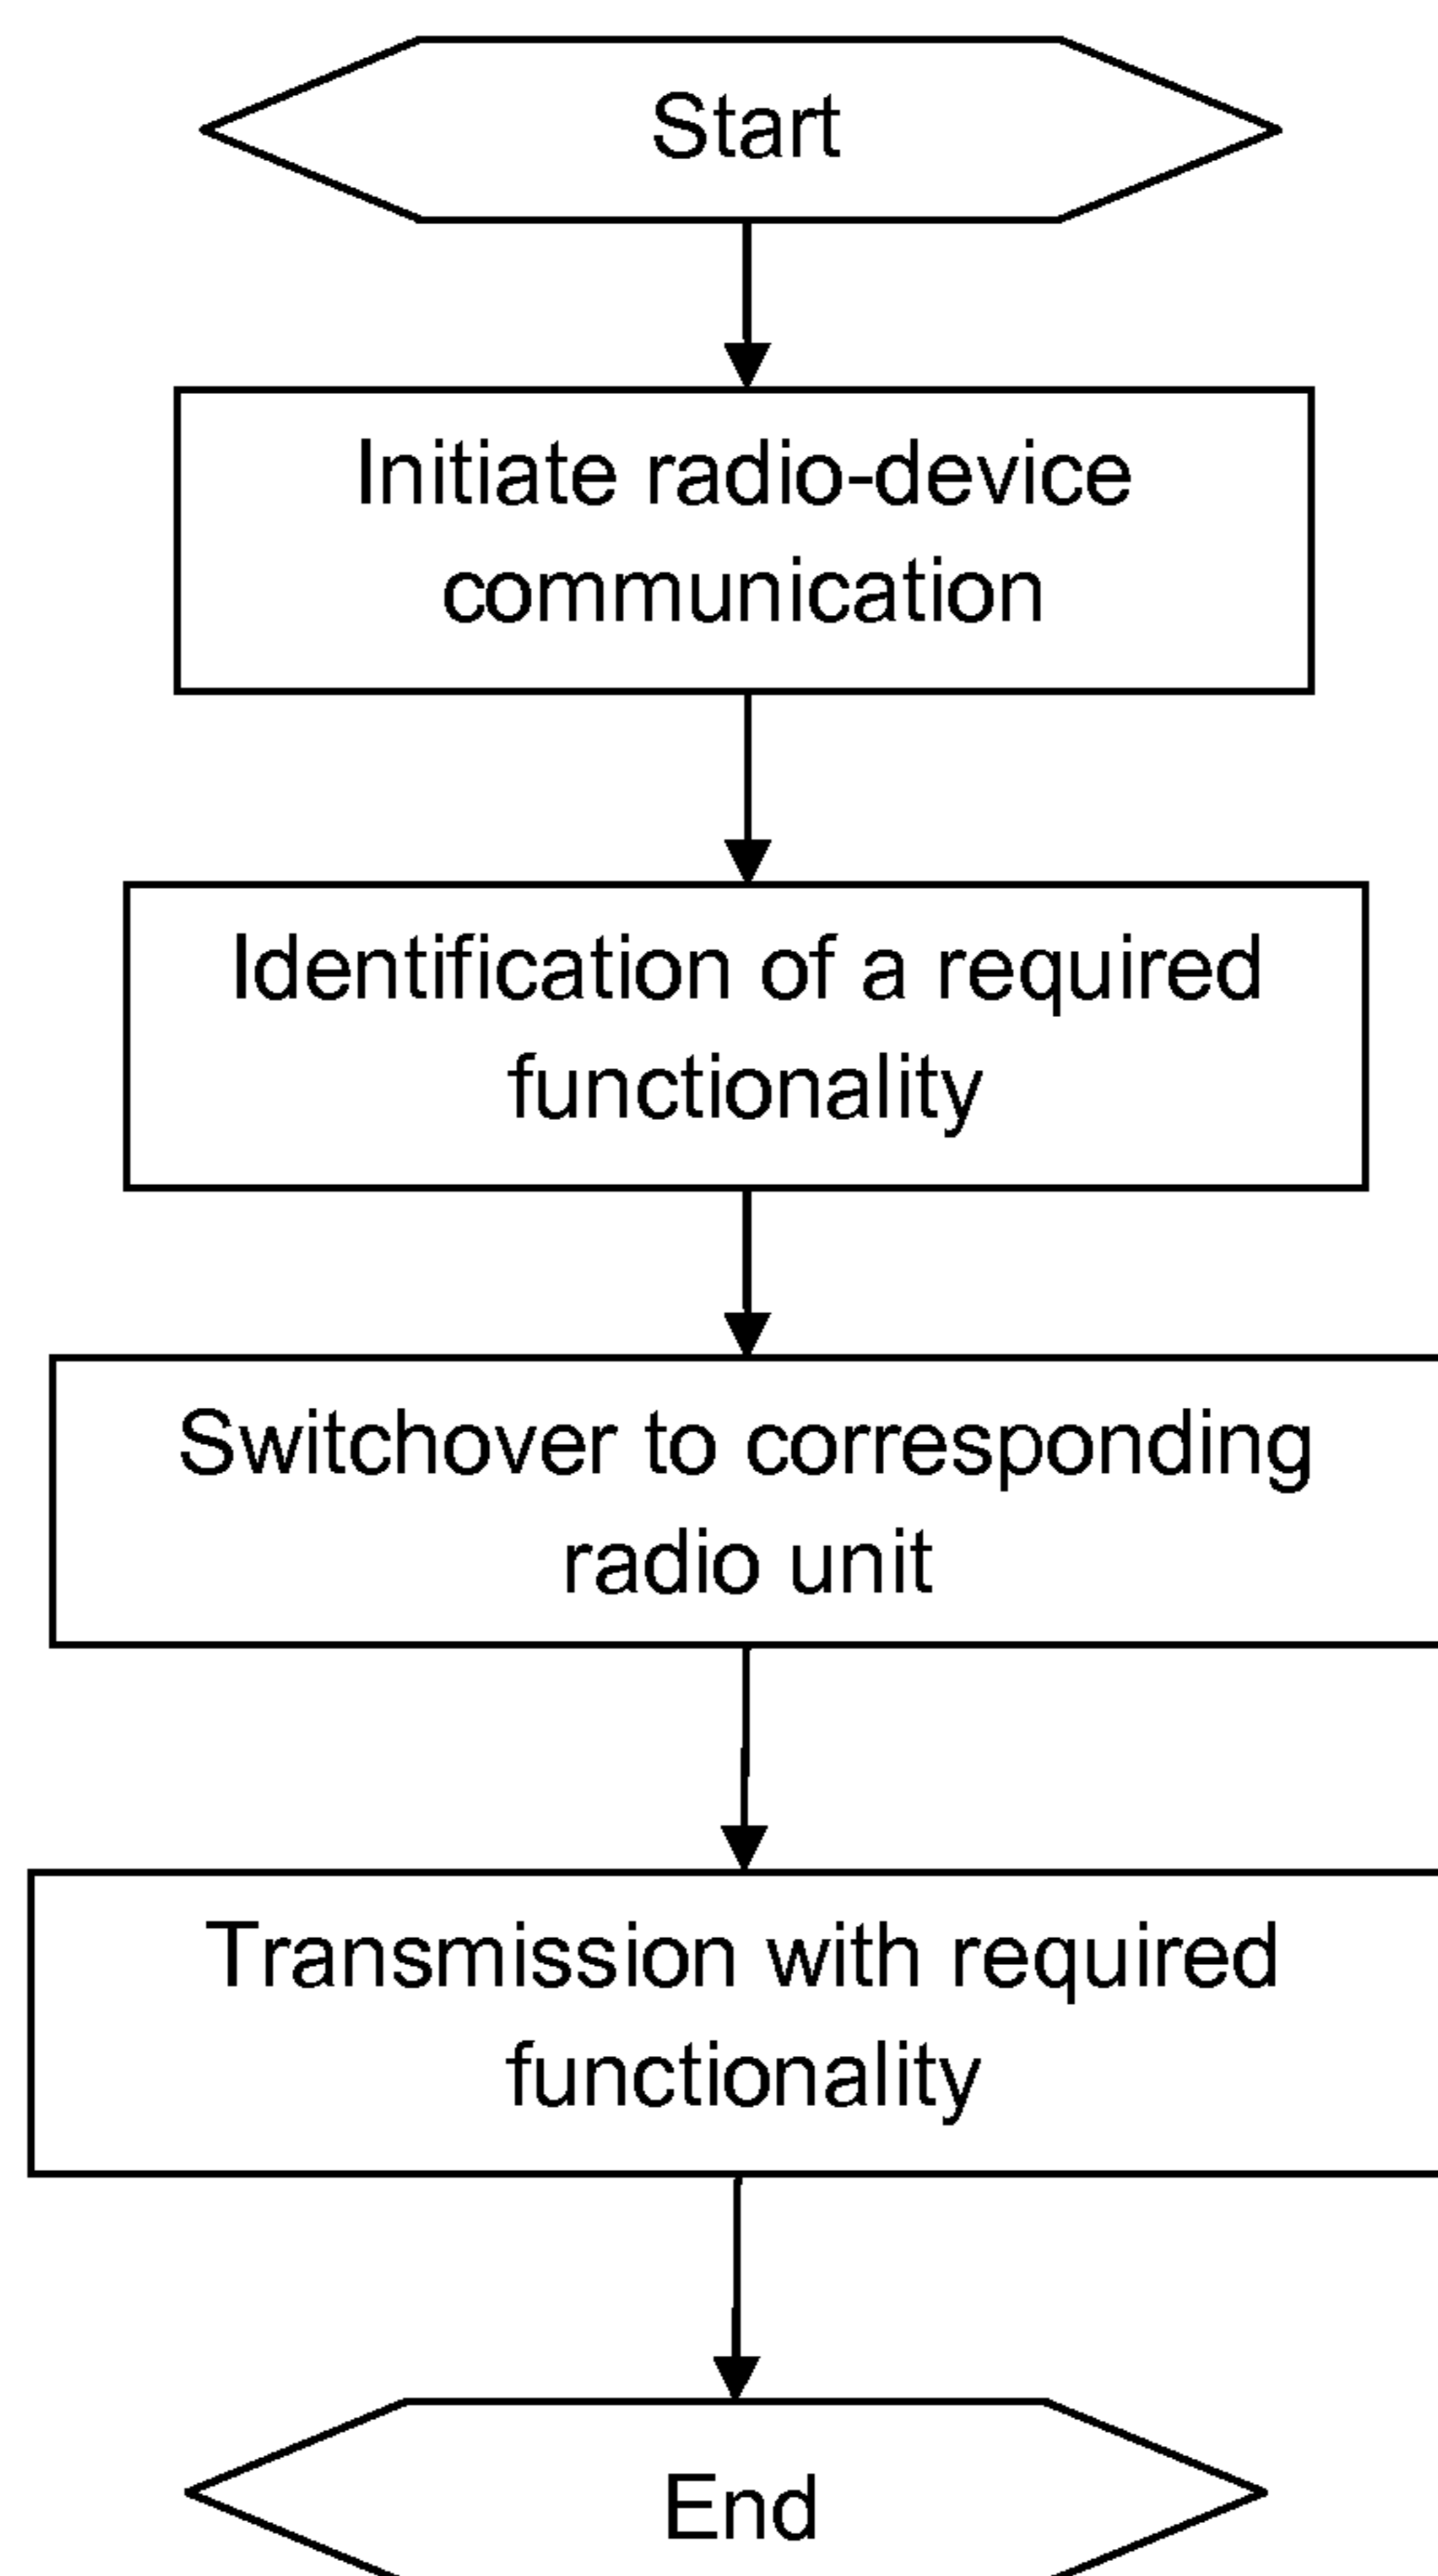 Start
Initiate radio-device
communication
Identification of a required
functionality
Switchover to corresponding
radio unit
Transmission with required
functionality
End